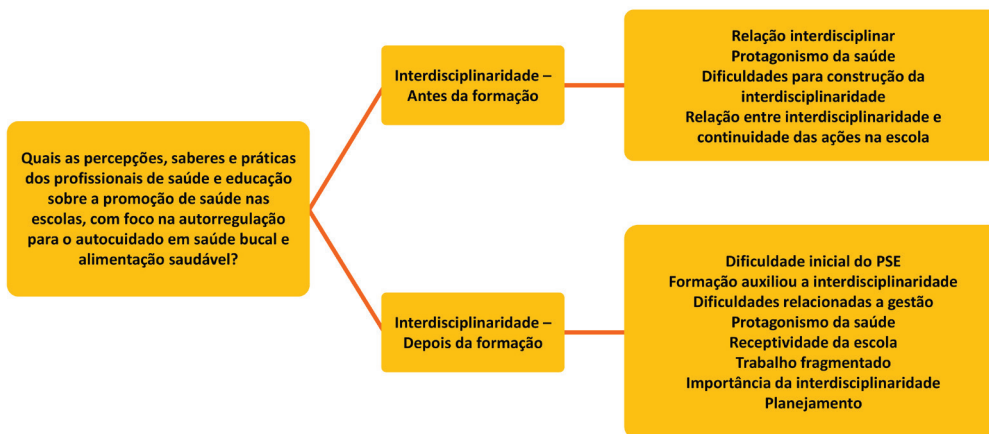 Quais as percepções, saberes e práticas
dos profissionais de saúde e educação
sobre a promoção de saúde nas
escolas, com foco na autorregulação
para o autocuidado em saúde bucal e
alimentação saudável?
Interdisciplinaridade –
Antes da formação
Relação interdisciplinar
Protagonismo da saúde
Dificuldades para construção da
interdisciplinaridade
Relação entre interdisciplinaridade e
continuidade das ações na escola
Interdisciplinaridade –
Depois da formação
Dificuldade inicial do PSE
Formação auxiliou a interdisciplinaridade
Dificuldades relacionadas a gestão
Protagonismo da saúde
Receptividade da escola
Trabalho fragmentado
Importância da interdisciplinaridade
Planejamento